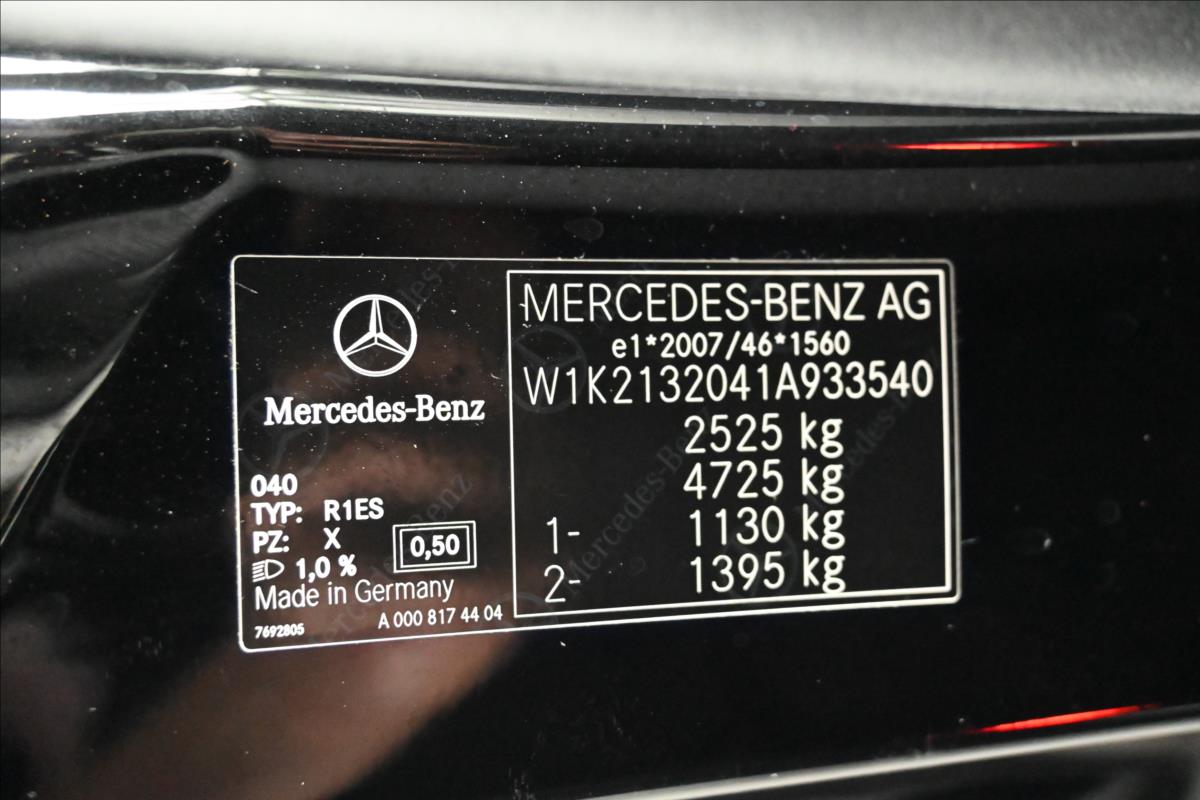 Mercedes-Benz
040
TYP: R1ES
PZ: X
1,0 %
0,50
Made in Germany
7692805
A 000 817 44 04
MERCEDES-BENZ AG
e1*2007/46*1560
W1K2132041A933540
2525 kg
4725 kg
1- 1130 kg
2- 1395 kg